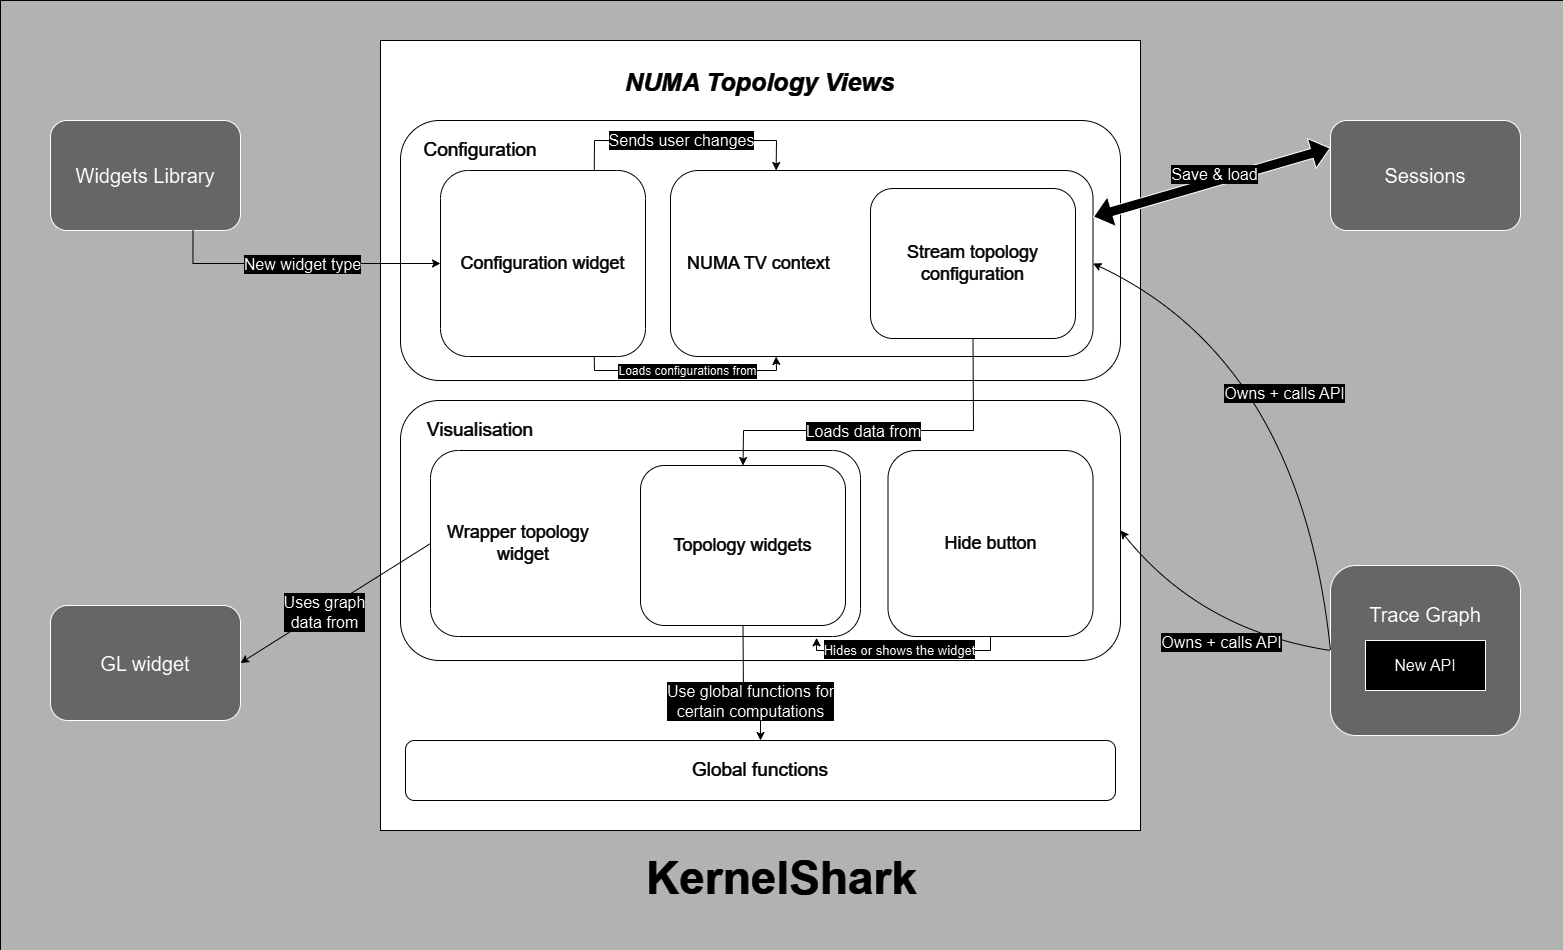 NUMA Topology Views
Configuration
Sends user changes
Widgets Library
Save & load
Sessions
New widget type
Configuration widget
NUMA TV context
Stream topology
configuration
Loads configurations from
Owns + calls API
Visualisation
Loads data from
Wrapper topology
widget
Topology widgets
Hide button
Uses graph
data from
GL widget
Hides or shows the widget
Owns + calls API
Trace Graph
New API
Use global functions for
certain computations
Global functions
KernelShark